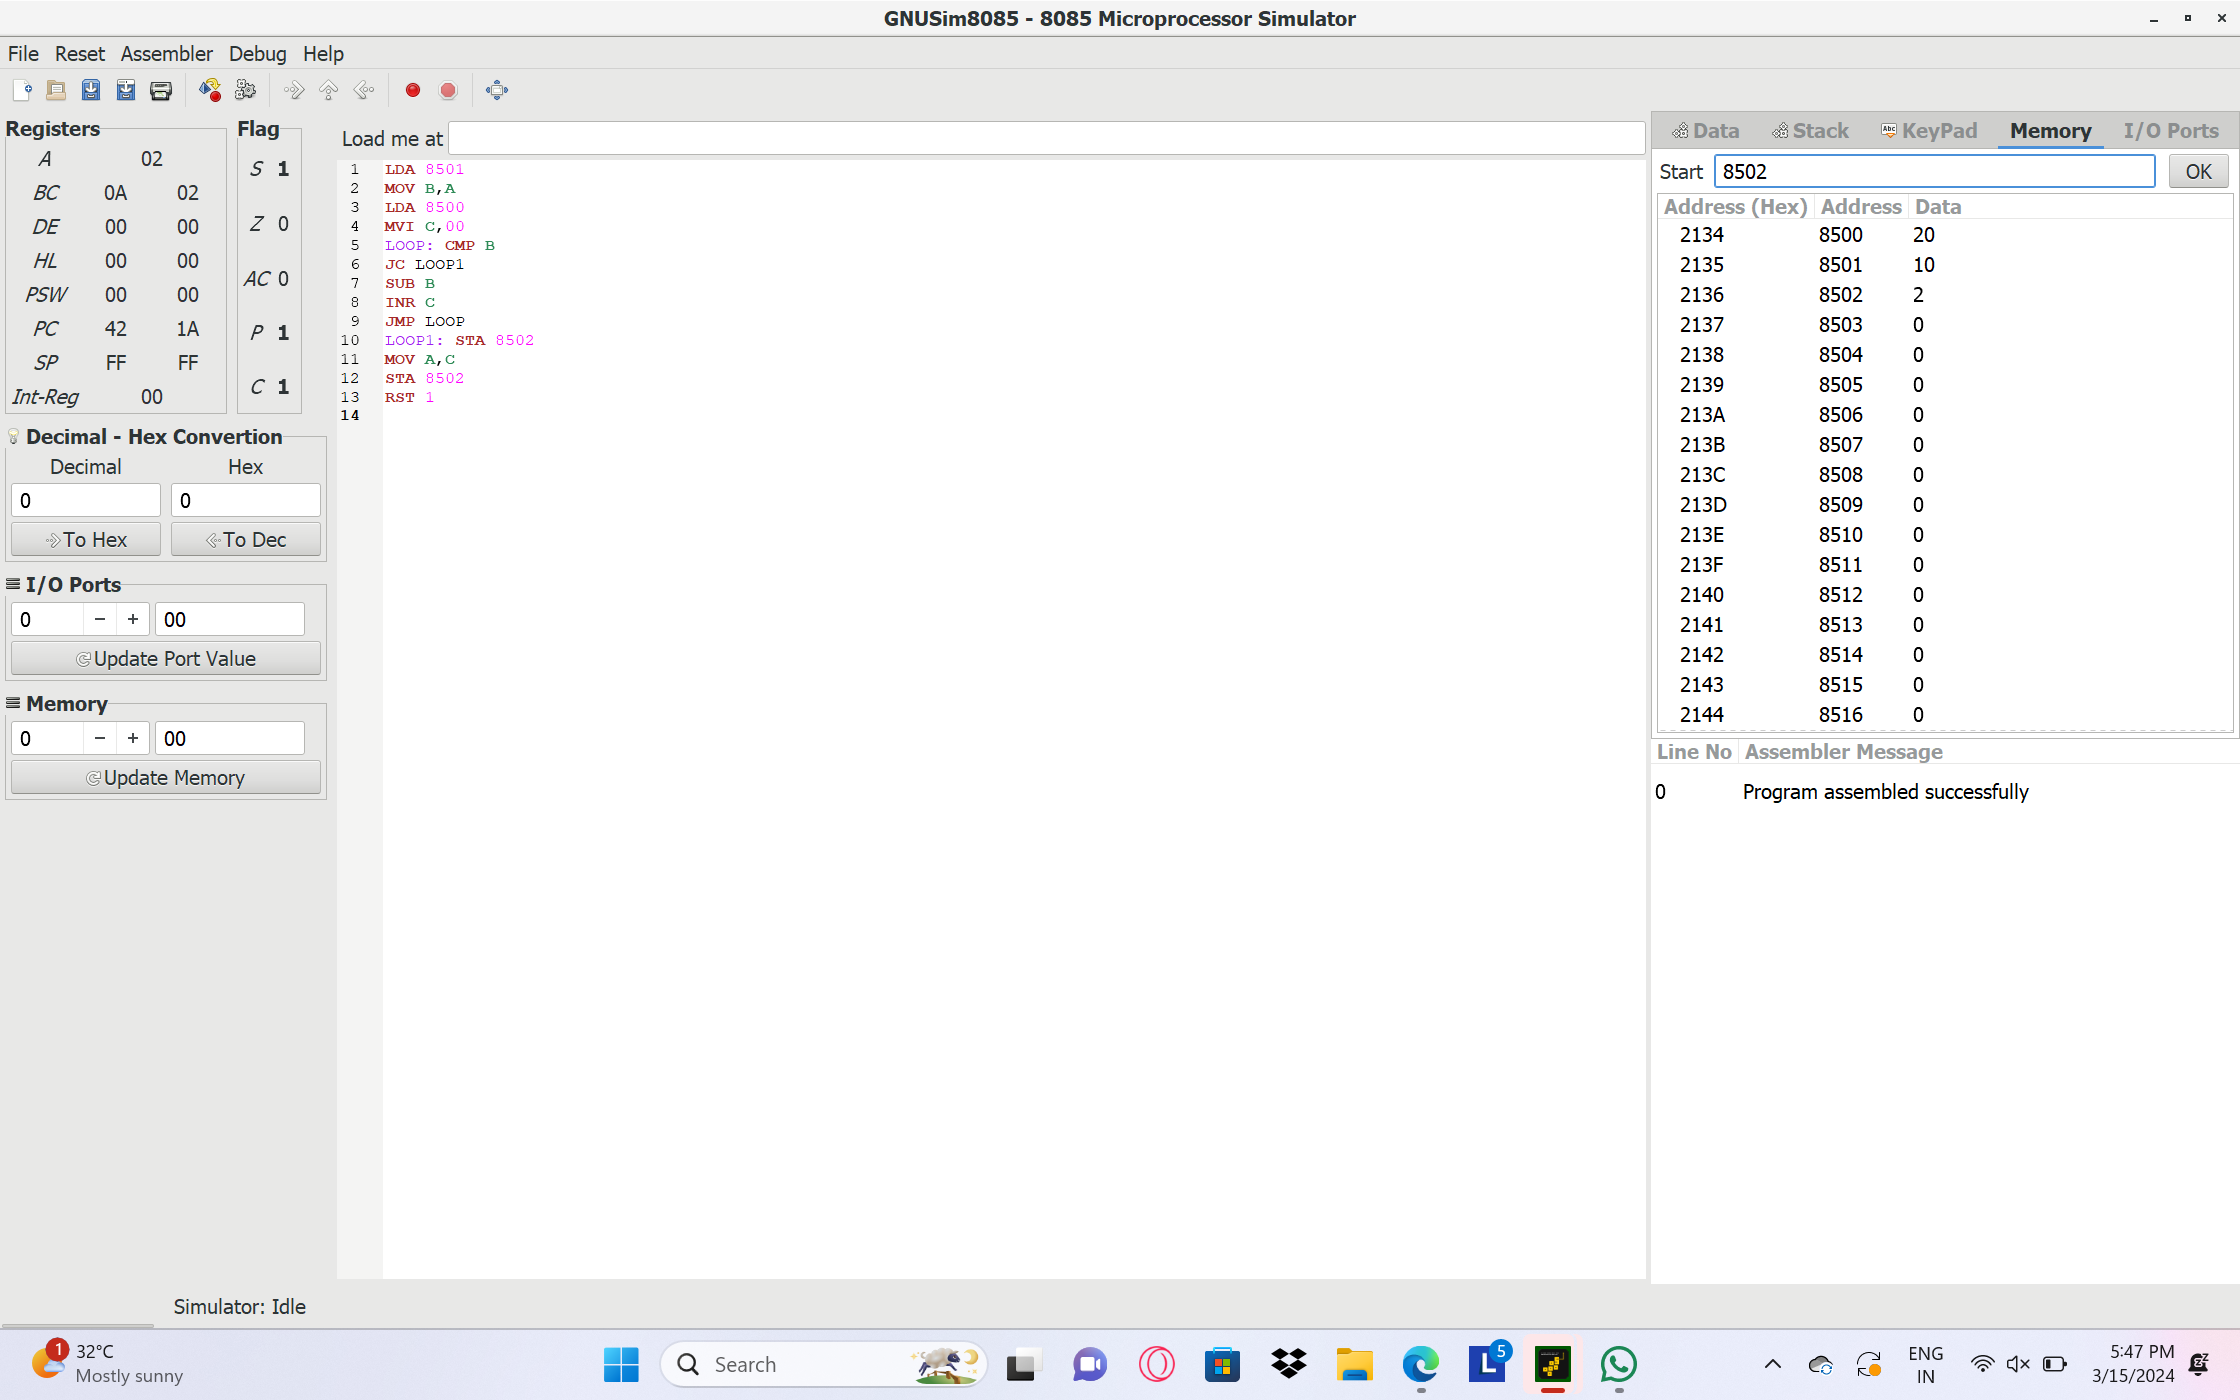 GNUSim8085 - 8085 Microprocessor Simulator
File Reset Assembler Debug Help
Registers
A 02
BC 0A 02
DE 00 00
HL 00 00
PSW 00 00
PC 42 1A
SP FF FF
Int-Reg 00
Flag
S 1
Z 0
AC 0
P 1
C 1
Decimal - Hex Convertion
Decimal Hex
0 0
To Hex To Dec
I/O Ports
0 - + 00
Update Port Value
Memory
0 - + 00
Update Memory
Load me at
1 LDA 8501
2 MOV B,A
3 LDA 8500
4 MVI C,00
5 LOOP: CMP B
6 JC LOOP1
7 SUB B
8 INR C
9 JMP LOOP
10 LOOP1: STA 8502
11 MOV A,C
12 STA 8502
13 RST 1
14
Data Stack Abc KeyPad Memory I/O Ports
Start 8502 OK
Address (Hex) Address Data
2134 8500 20
2135 8501 10
2136 8502 2
2137 8503 0
2138 8504 0
2139 8505 0
213A 8506 0
213B 8507 0
213C 8508 0
213D 8509 0
213E 8510 0
213F 8511 0
2140 8512 0
2141 8513 0
2142 8514 0
2143 8515 0
2144 8516 0
Line No Assembler Message
0 Program assembled successfully
Simulator: Idle
1
32°C
Mostly sunny
Search
L 5
ENG
IN
5:47 PM
3/15/2024